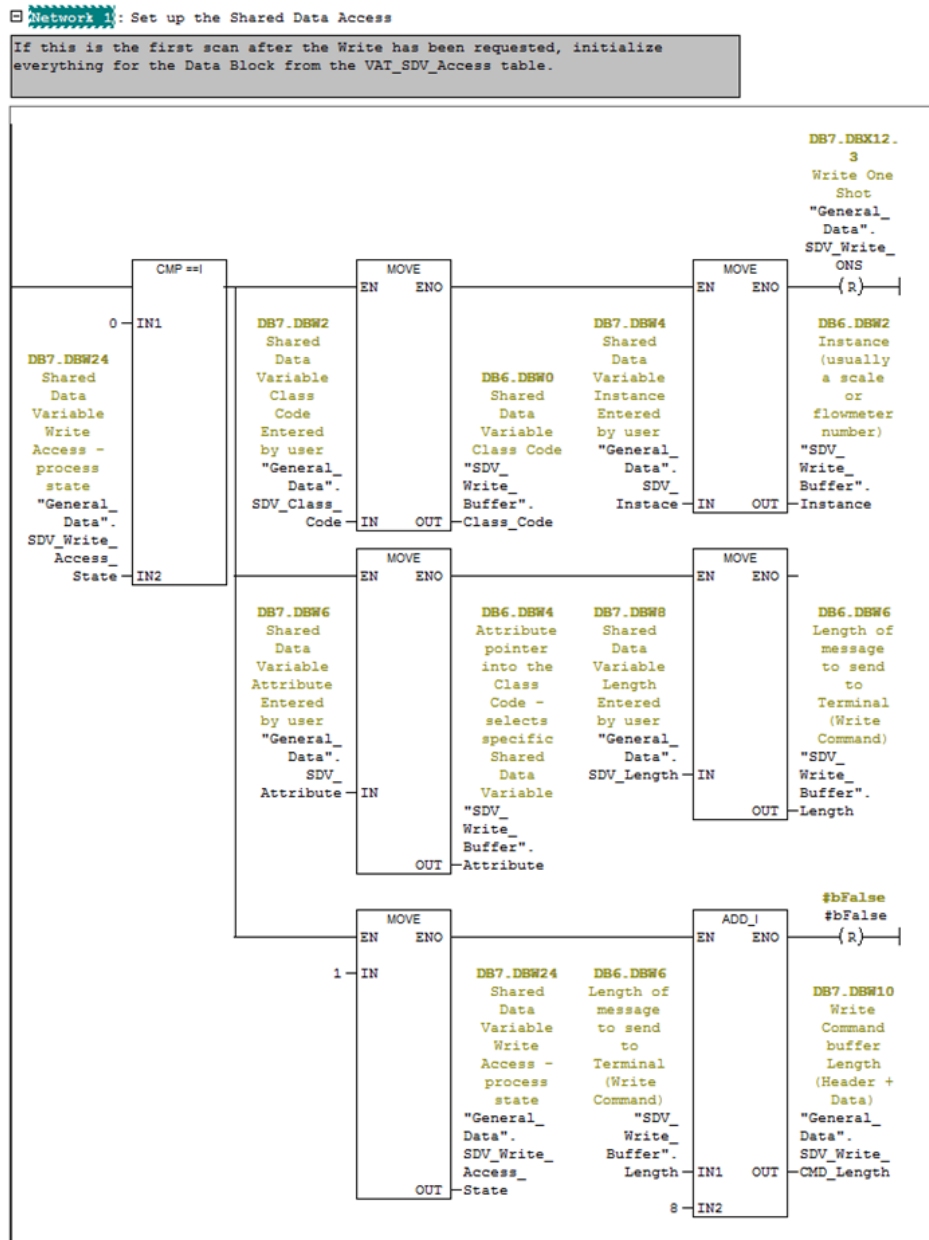 Network 1: Set up the Shared Data Access
If this is the first scan after the Write has been requested, initialize
everything for the Data Block from the VAT_SDV_Access table.
DB7.DBX12.
3
Write One
Shot
"General_
Data".
SDV_Write_
ONS
(R)
CMP ==I
0
IN1
DB7.DBW24
Shared
Data
Variable
Write
Access -
process
state
"General_
Data".
SDV_Write_
Access_
State
IN2
MOVE
EN ENO
DB7.DBW2
Shared
Data
Variable
Class
Code
Entered
by user
"General_
Data".
SDV_Class_
Code
IN OUT
DB6.DBW0
Shared
Data
Variable
Class Code
"SDV_
Write_
Buffer".
Class_Code
MOVE
EN ENO
DB7.DBW4
Shared
Data
Variable
Instance
Entered
by user
"General_
Data".
SDV_
Instace
IN OUT
DB6.DBW2
Instance
(usually
a scale
or
flowmeter
number)
"SDV_
Write_
Buffer".
Instance
MOVE
EN ENO
DB7.DBW6
Shared
Data
Variable
Attribute
Entered
by user
"General_
Data".
SDV_
Attribute
IN
OUT
DB6.DBW4
Attribute
pointer
into the
Class
Code -
selects
specific
Shared
Data
Variable
"SDV_
Write_
Buffer".
Attribute
MOVE
EN ENO
DB7.DBW8
Shared
Data
Variable
Length
Entered
by user
"General_
Data".
SDV_Length
IN
OUT
DB6.DBW6
Length of
message
to send
to
Terminal
(Write
Command)
"SDV_
Write_
Buffer".
Length
MOVE
EN ENO
1
IN
OUT
DB7.DBW24
Shared
Data
Variable
Write
Access -
process
state
"General_
Data".
SDV_Write_
Access_
State
ADD_I
EN ENO
DB6.DBW6
Length of
message
to send
to
Terminal
(Write
Command)
"SDV_
Write_
Buffer".
Length
IN1 OUT
8
IN2
#bFalse
#bFalse
(R)
DB7.DBW10
Write
Command
buffer
Length
(Header +
Data)
"General_
Data".
SDV_Write_
CMD_Length